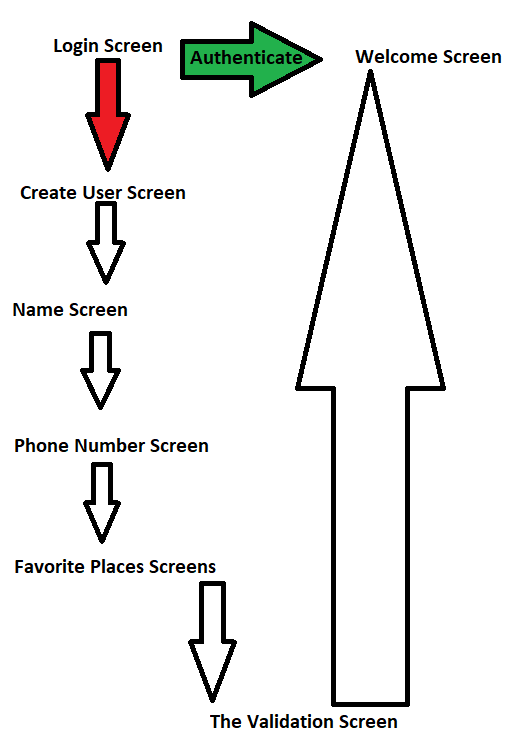 Login Screen
Authenticate
Welcome Screen
Create User Screen
Name Screen
Phone Number Screen
Favorite Places Screens
The Validation Screen